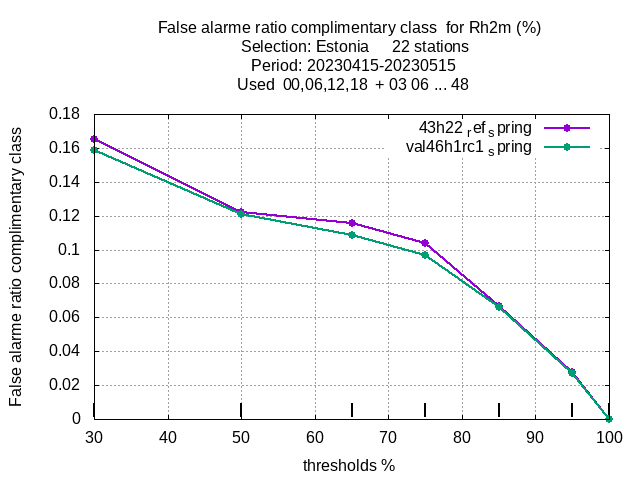 False alarme ratio complimentary class  for Rh2m (%)
Selection: Estonia     22 stations
Period: 20230415-20230515
Used  00,06,12,18  + 03 06 ... 48
False alarme ratio complimentary class
0.18
0.16
0.14
0.12
0.1
0.08
0.06
0.04
0.02
0
43h22 ref spring
val46h1rc1 spring
30 40 50 60 70 80 90 100
thresholds %